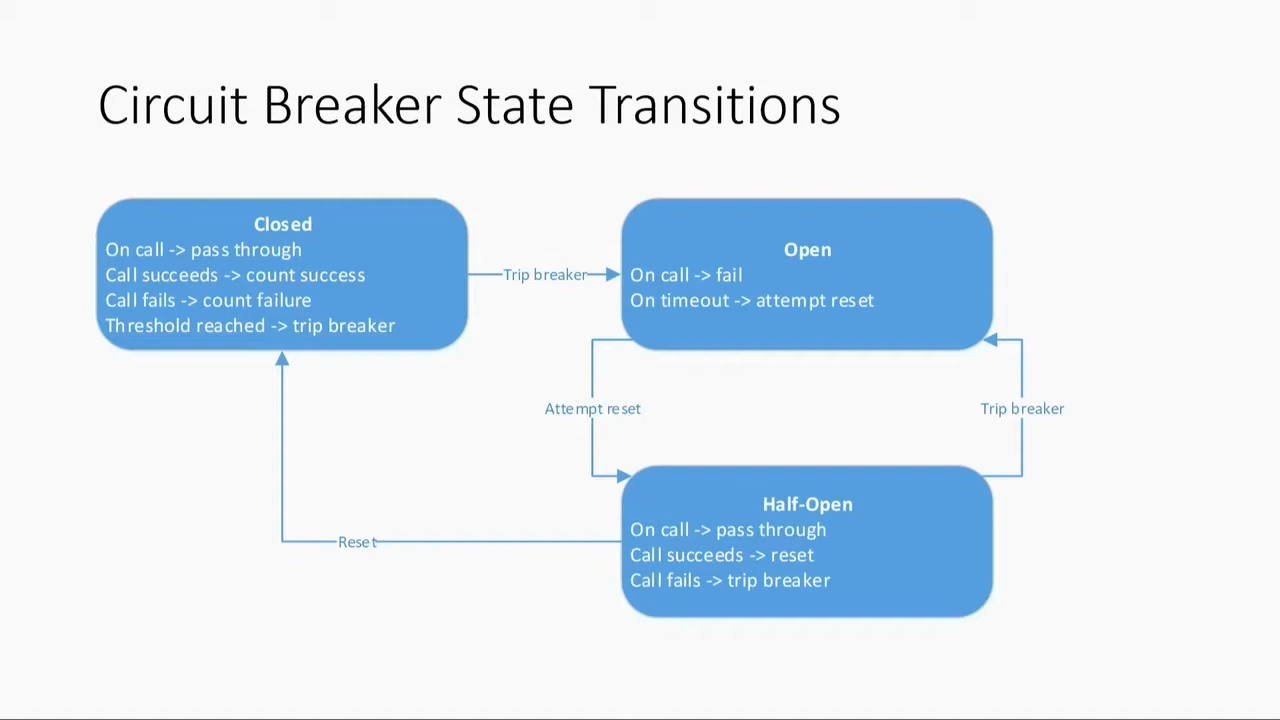 Circuit Breaker State Transitions
Closed
On call -> pass through
Call succeeds -> count success
Call fails -> count failure
Threshold reached -> trip breaker
Trip breaker
Open
On call -> fail
On timeout -> attempt reset
Attempt reset
Trip breaker
Half-Open
On call -> pass through
Call succeeds -> reset
Call fails -> trip breaker
Reset